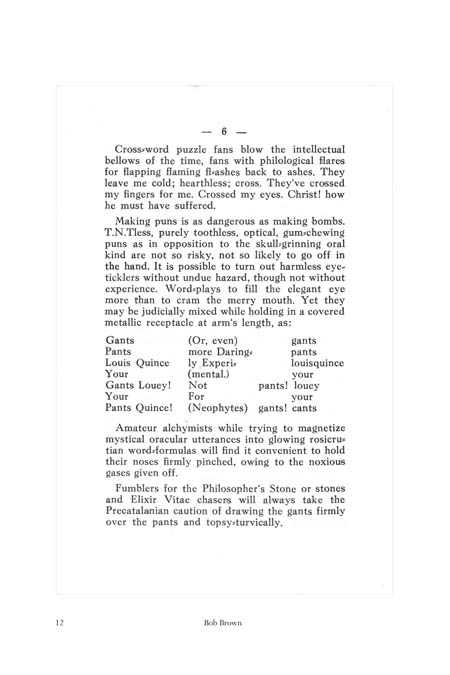 — 6 —
Cross-word puzzle fans blow the intellectual
bellows of the time, fans with philological flares
for flapping flaming fl-ashes back to ashes. They
leave me cold; hearthless; cross. They've crossed
my fingers for me. Crossed my eyes. Christ! how
he must have suffered.
Making puns is as dangerous as making bombs.
T.N.Tless, purely toothless, optical, gum-chewing
puns as in opposition to the skull-grinning oral
kind are not so risky, not so likely to go off in
the hand. It is possible to turn out harmless eye-
ticklers without undue hazard, though not without
experience. Word-plays to fill the elegant eye
more than to cram the merry mouth. Yet they
may be judicially mixed while holding in a covered
metallic receptacle at arm's length, as:
Gants (Or, even) gants
Pants more Daring- pants
Louis Quince ly Experi- louisquince
Your (mental.) your
Gants Louey! Not pants! louey
Your For your
Pants Quince! (Neophytes) gants! cants
Amateur alchymists while trying to magnetize
mystical oracular utterances into glowing rosicru-
tian word-formulas will find it convenient to hold
their noses firmly pinched, owing to the noxious
gases given off.
Fumblers for the Philosopher's Stone or stones
and Elixir Vitae chasers will always take the
Precatalanian caution of drawing the gants firmly
over the pants and topsy-turvically.
12 Bob Brown